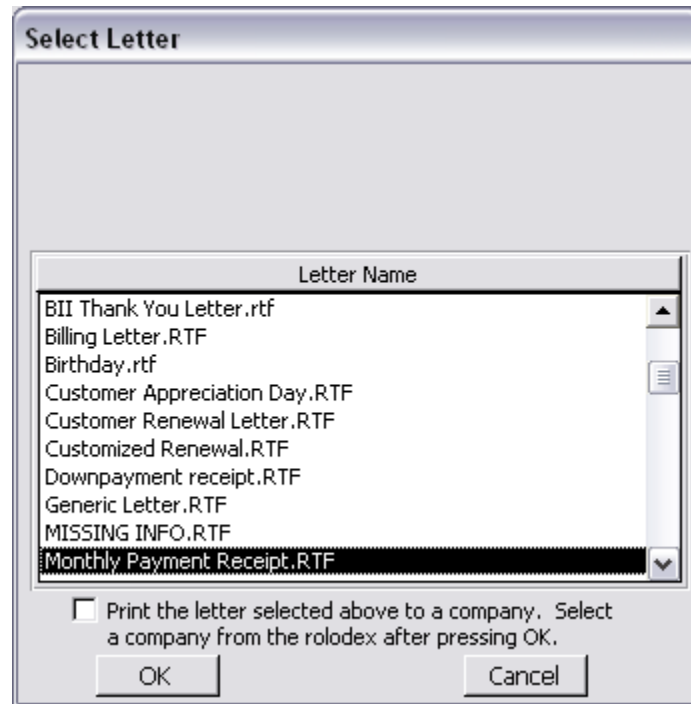 Select Letter
Letter Name
BII Thank You Letter.rtf
Billing Letter.RTF
Birthday.rtf
Customer Appreciation Day.RTF
Customer Renewal Letter.RTF
Customized Renewal.RTF
Downpayment receipt.RTF
Generic Letter.RTF
MISSING INFO.RTF
Monthly Payment Receipt.RTF
Print the letter selected above to a company.  Select
a company from the rolodex after pressing OK.
OK Cancel